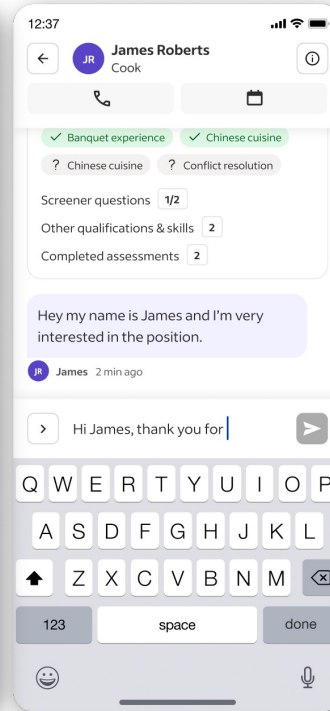 12:37
JR
James Roberts
Cook
Banquet experience
Chinese cuisine
? Chinese cuisine
? Conflict resolution
Screener questions 1/2
Other qualifications & skills 2
Completed assessments 2
Hey my name is James and I'm very
interested in the position.
JR James 2 min ago
Hi James, thank you for
Q W E R T Y U I O P
A S D F G H J K L
Z X C V B N M
123 space done